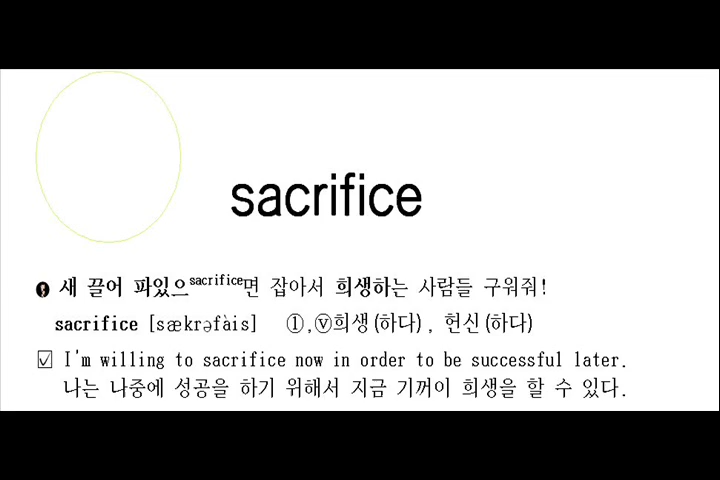 sacrifice
새 끌어 파있으sacrifice면 잡아서 희생하는 사람들 구워줘!
sacrifice [sækrəfàis] ⓛ,ⓥ희생(하다), 헌신(하다)
☑ I'm willing to sacrifice now in order to be successful later.
나는 나중에 성공을 하기 위해서 지금 기꺼이 희생을 할 수 있다.